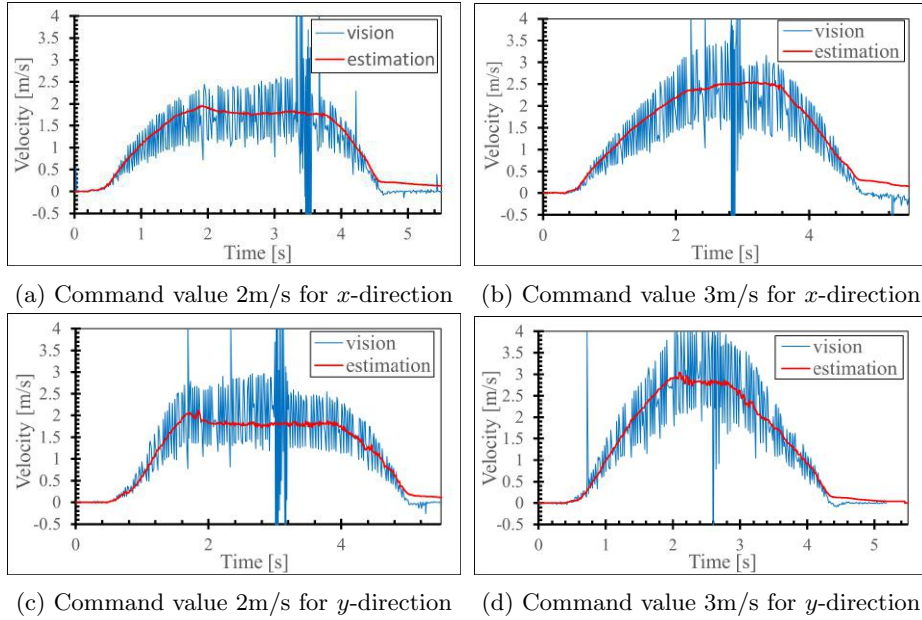 4
3.5
3
2.5
2
1.5
1
0.5
0
-0.5
Velocity [m/s]
vision
estimation
0 1 2 3 4 5
Time [s]
(a) Command value 2m/s for x-direction
4
3.5
3
2.5
2
1.5
1
0.5
0
-0.5
Velocity [m/s]
vision
estimation
0 2 4
Time [s]
(b) Command value 3m/s for x-direction
4
3.5
3
2.5
2
1.5
1
0.5
0
-0.5
Velocity [m/s]
vision
estimation
0 2 4
Time [s]
(c) Command value 2m/s for y-direction
4
3.5
3
2.5
2
1.5
1
0.5
0
-0.5
Velocity [m/s]
vision
estimation
0 1 2 3 4 5
Time [s]
(d) Command value 3m/s for y-direction